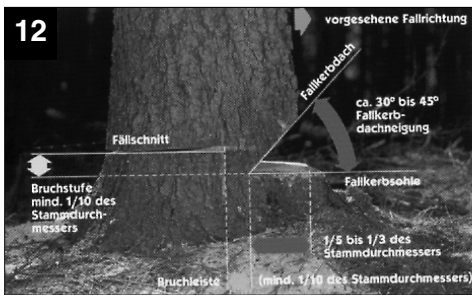 12
vorgesehene Fallrichtung
Fallkerbdach
ca. 30° bis 45°
Fallkerb-
dachneigung
Fällschnitt
Bruchstufe
mind. 1/10 des
Stammdurch-
messers
Fallkerbsohle
1/5 bis 1/3 des
Stammdurchmessers
Bruchleiste
(mind. 1/10 des Stammdurchmessers)